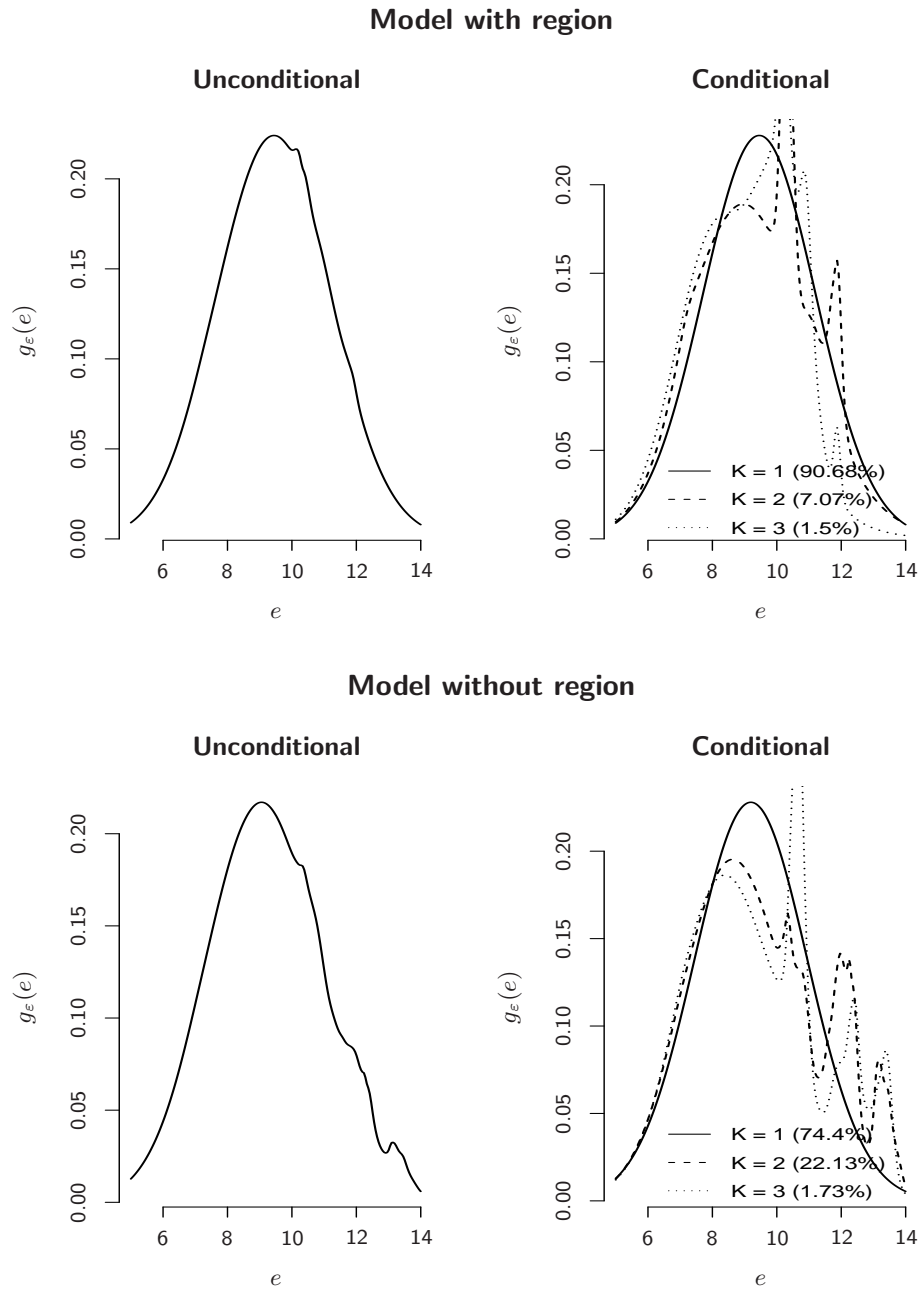 Model with region
Unconditional
Conditional
0.20
0.15
0.10
0.05
0.00
gε(e)
6 8 10 12 14
e
0.20
0.15
0.10
0.05
0.00
gε(e)
K = 1 (90.68%)
K = 2 (7.07%)
K = 3 (1.5%)
6 8 10 12 14
e
Model without region
Unconditional
Conditional
0.20
0.15
0.10
0.05
0.00
gε(e)
6 8 10 12 14
e
0.20
0.15
0.10
0.05
0.00
gε(e)
K = 1 (74.4%)
K = 2 (22.13%)
K = 3 (1.73%)
6 8 10 12 14
e